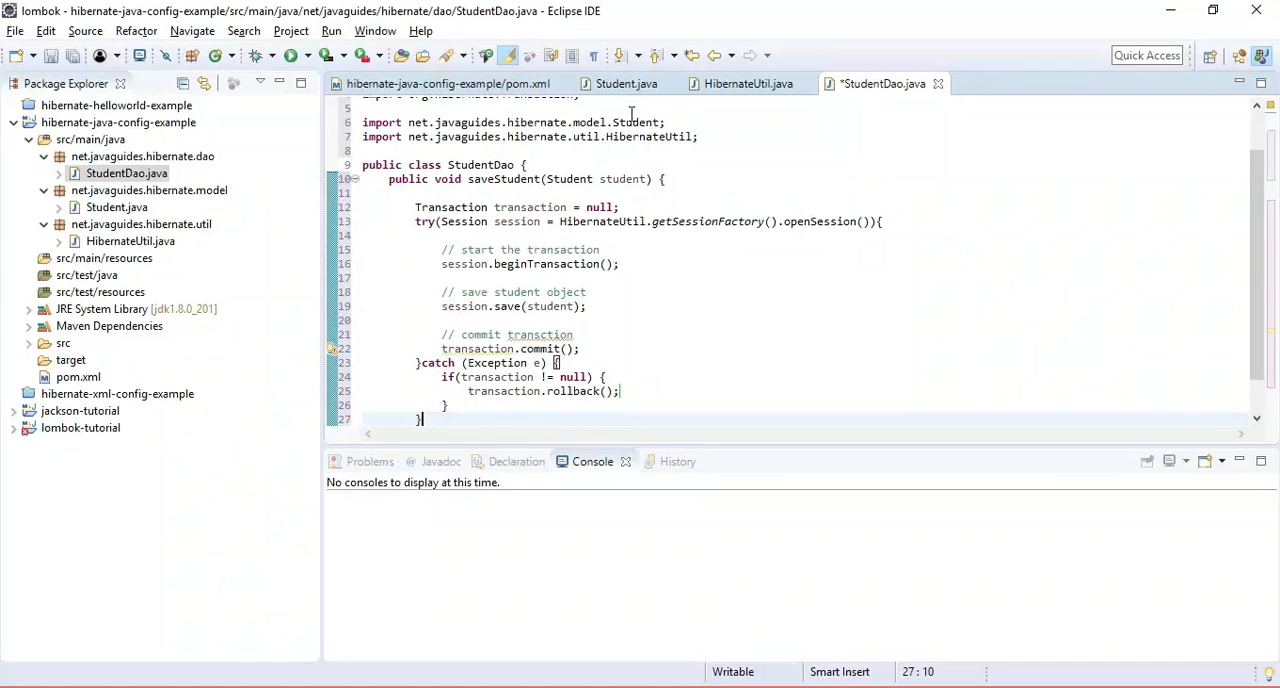 lombok - hibernate-java-config-example/src/main/java/net/javaguides/hibernate/dao/StudentDao.java - Eclipse IDE
File Edit Source Refactor Navigate Search Project Run Window Help
Quick Access
Package Explorer
hibernate-java-config-example/pom.xml Student.java HibernateUtil.java *StudentDao.java
hibernate-helloworld-example
hibernate-java-config-example
src/main/java
net.javaguides.hibernate.dao
StudentDao.java
net.javaguides.hibernate.model
Student.java
net.javaguides.hibernate.util
HibernateUtil.java
src/main/resources
src/test/java
src/test/resources
JRE System Library [jdk1.8.0_201]
Maven Dependencies
src
target
pom.xml
hibernate-xml-config-example
jackson-tutorial
lombok-tutorial
5
6 import net.javaguides.hibernate.model.Student;
7 import net.javaguides.hibernate.util.HibernateUtil;
8
9 public class StudentDao {
10 public void saveStudent(Student student) {
11
12 Transaction transaction = null;
13 try(Session session = HibernateUtil.getSessionFactory().openSession()){
14
15 // start the transaction
16 session.beginTransaction();
17
18 // save student object
19 session.save(student);
20
21 // commit transction
22 transaction.commit();
23 }catch (Exception e) {
24 if(transaction != null) {
25 transaction.rollback();
26 }
27 }
Problems Javadoc Declaration Console History
No consoles to display at this time.
Writable Smart Insert 27 : 10